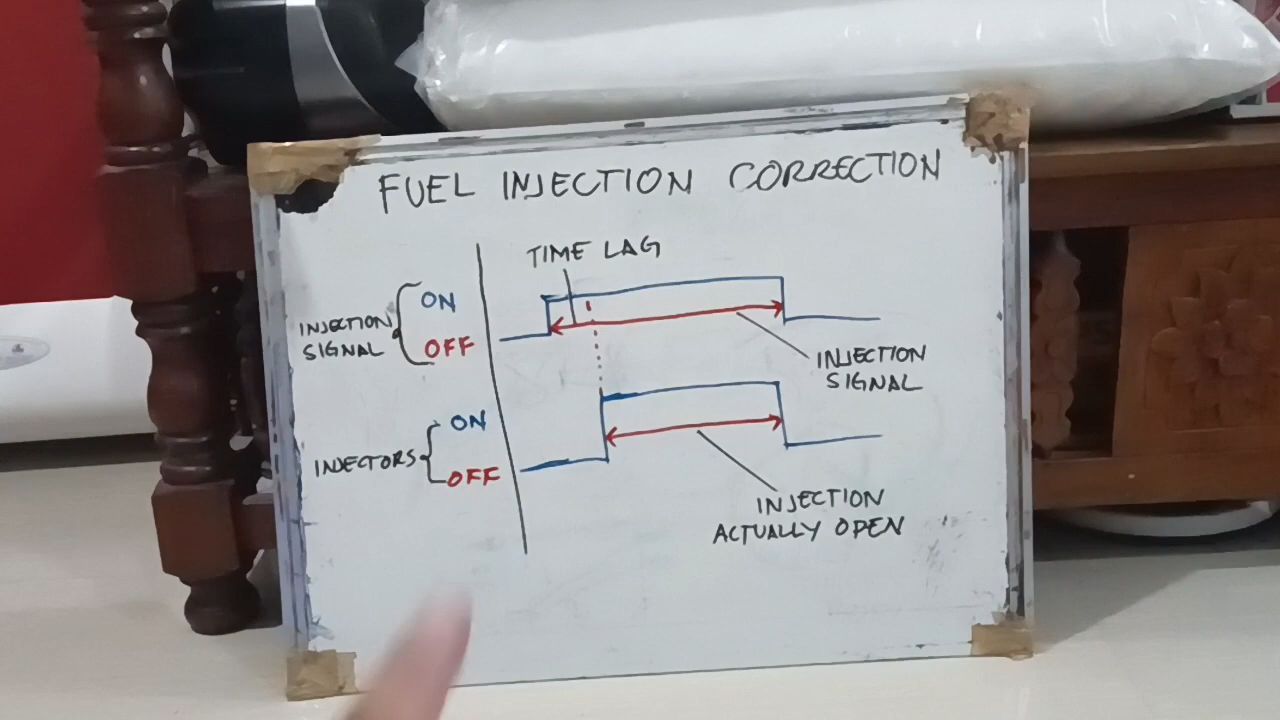 FUEL INJECTION CORRECTION
TIME LAG
INJECTION
SIGNAL
ON
OFF
INJECTION
SIGNAL
INJECTORS
ON
OFF
INJECTION
ACTUALLY OPEN